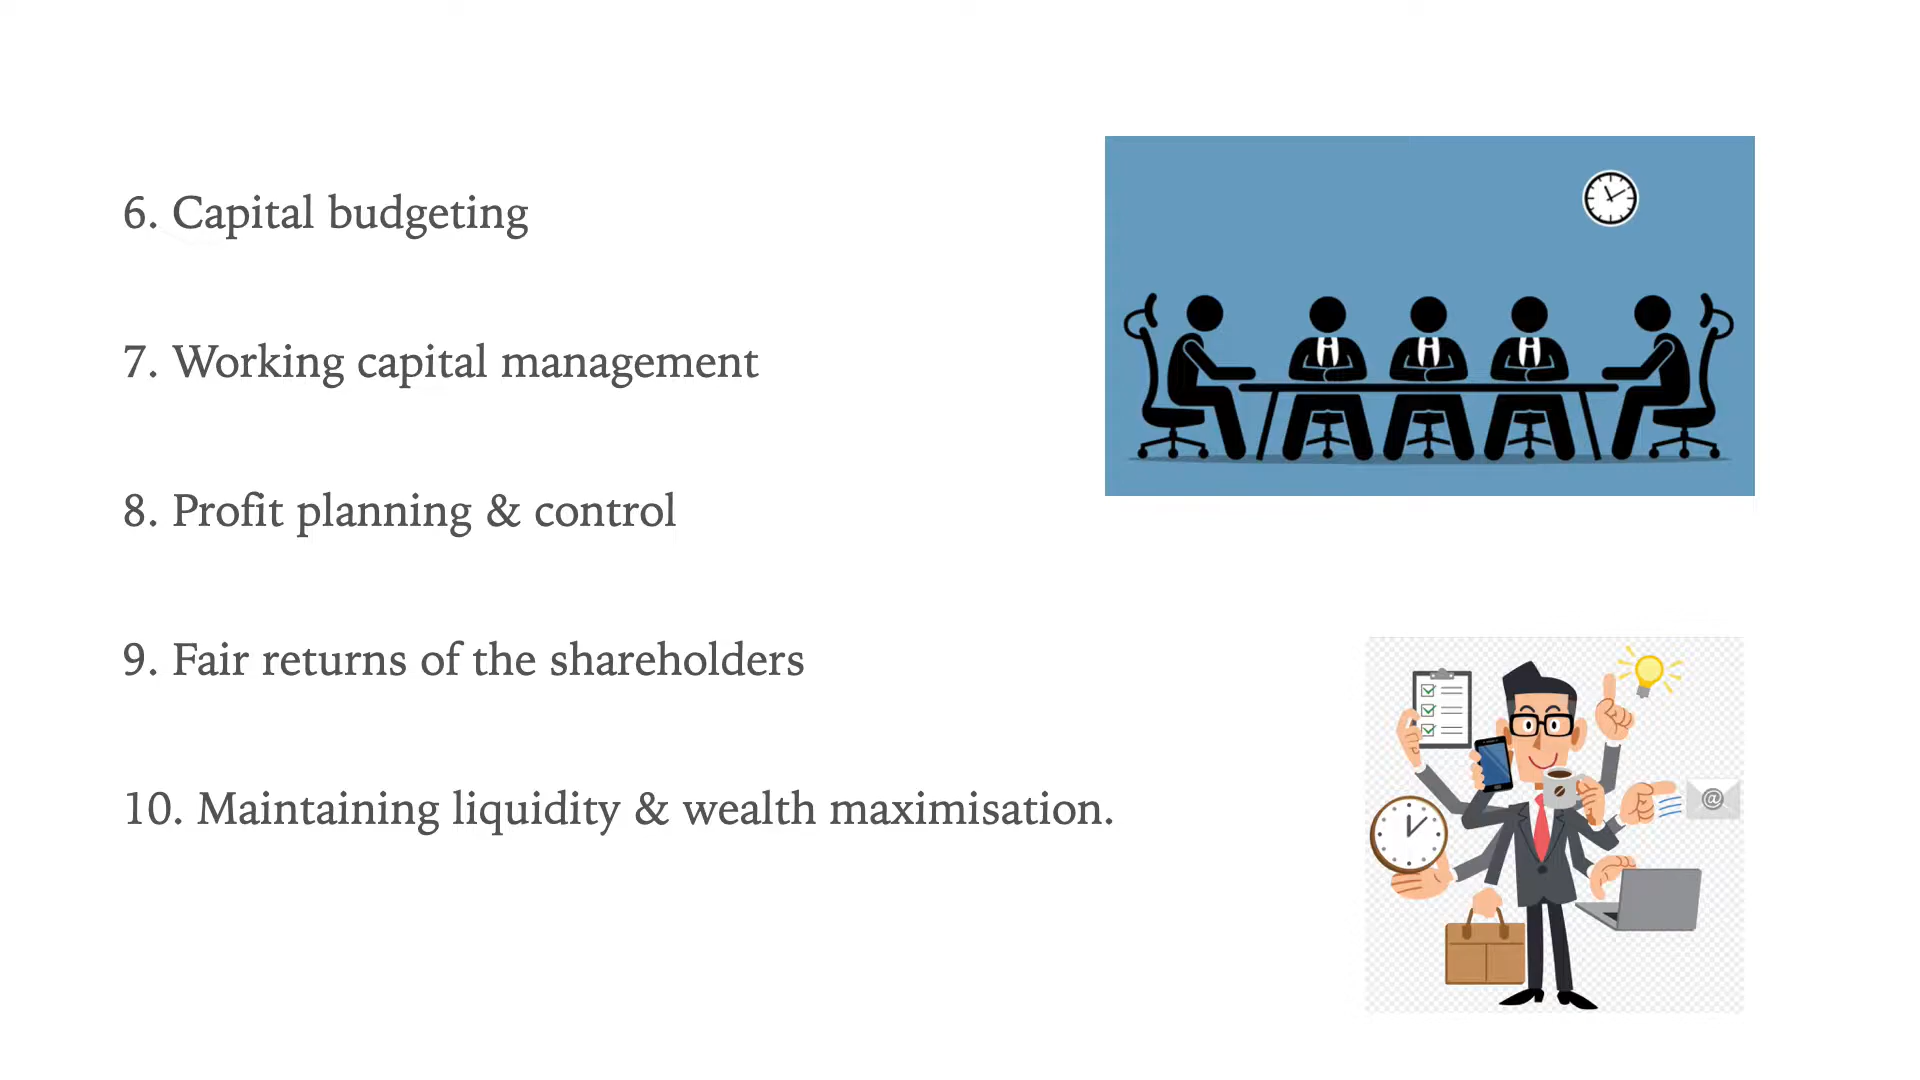 6. Capital budgeting
7. Working capital management
8. Profit planning & control
9. Fair returns of the shareholders
10. Maintaining liquidity & wealth maximisation.
@